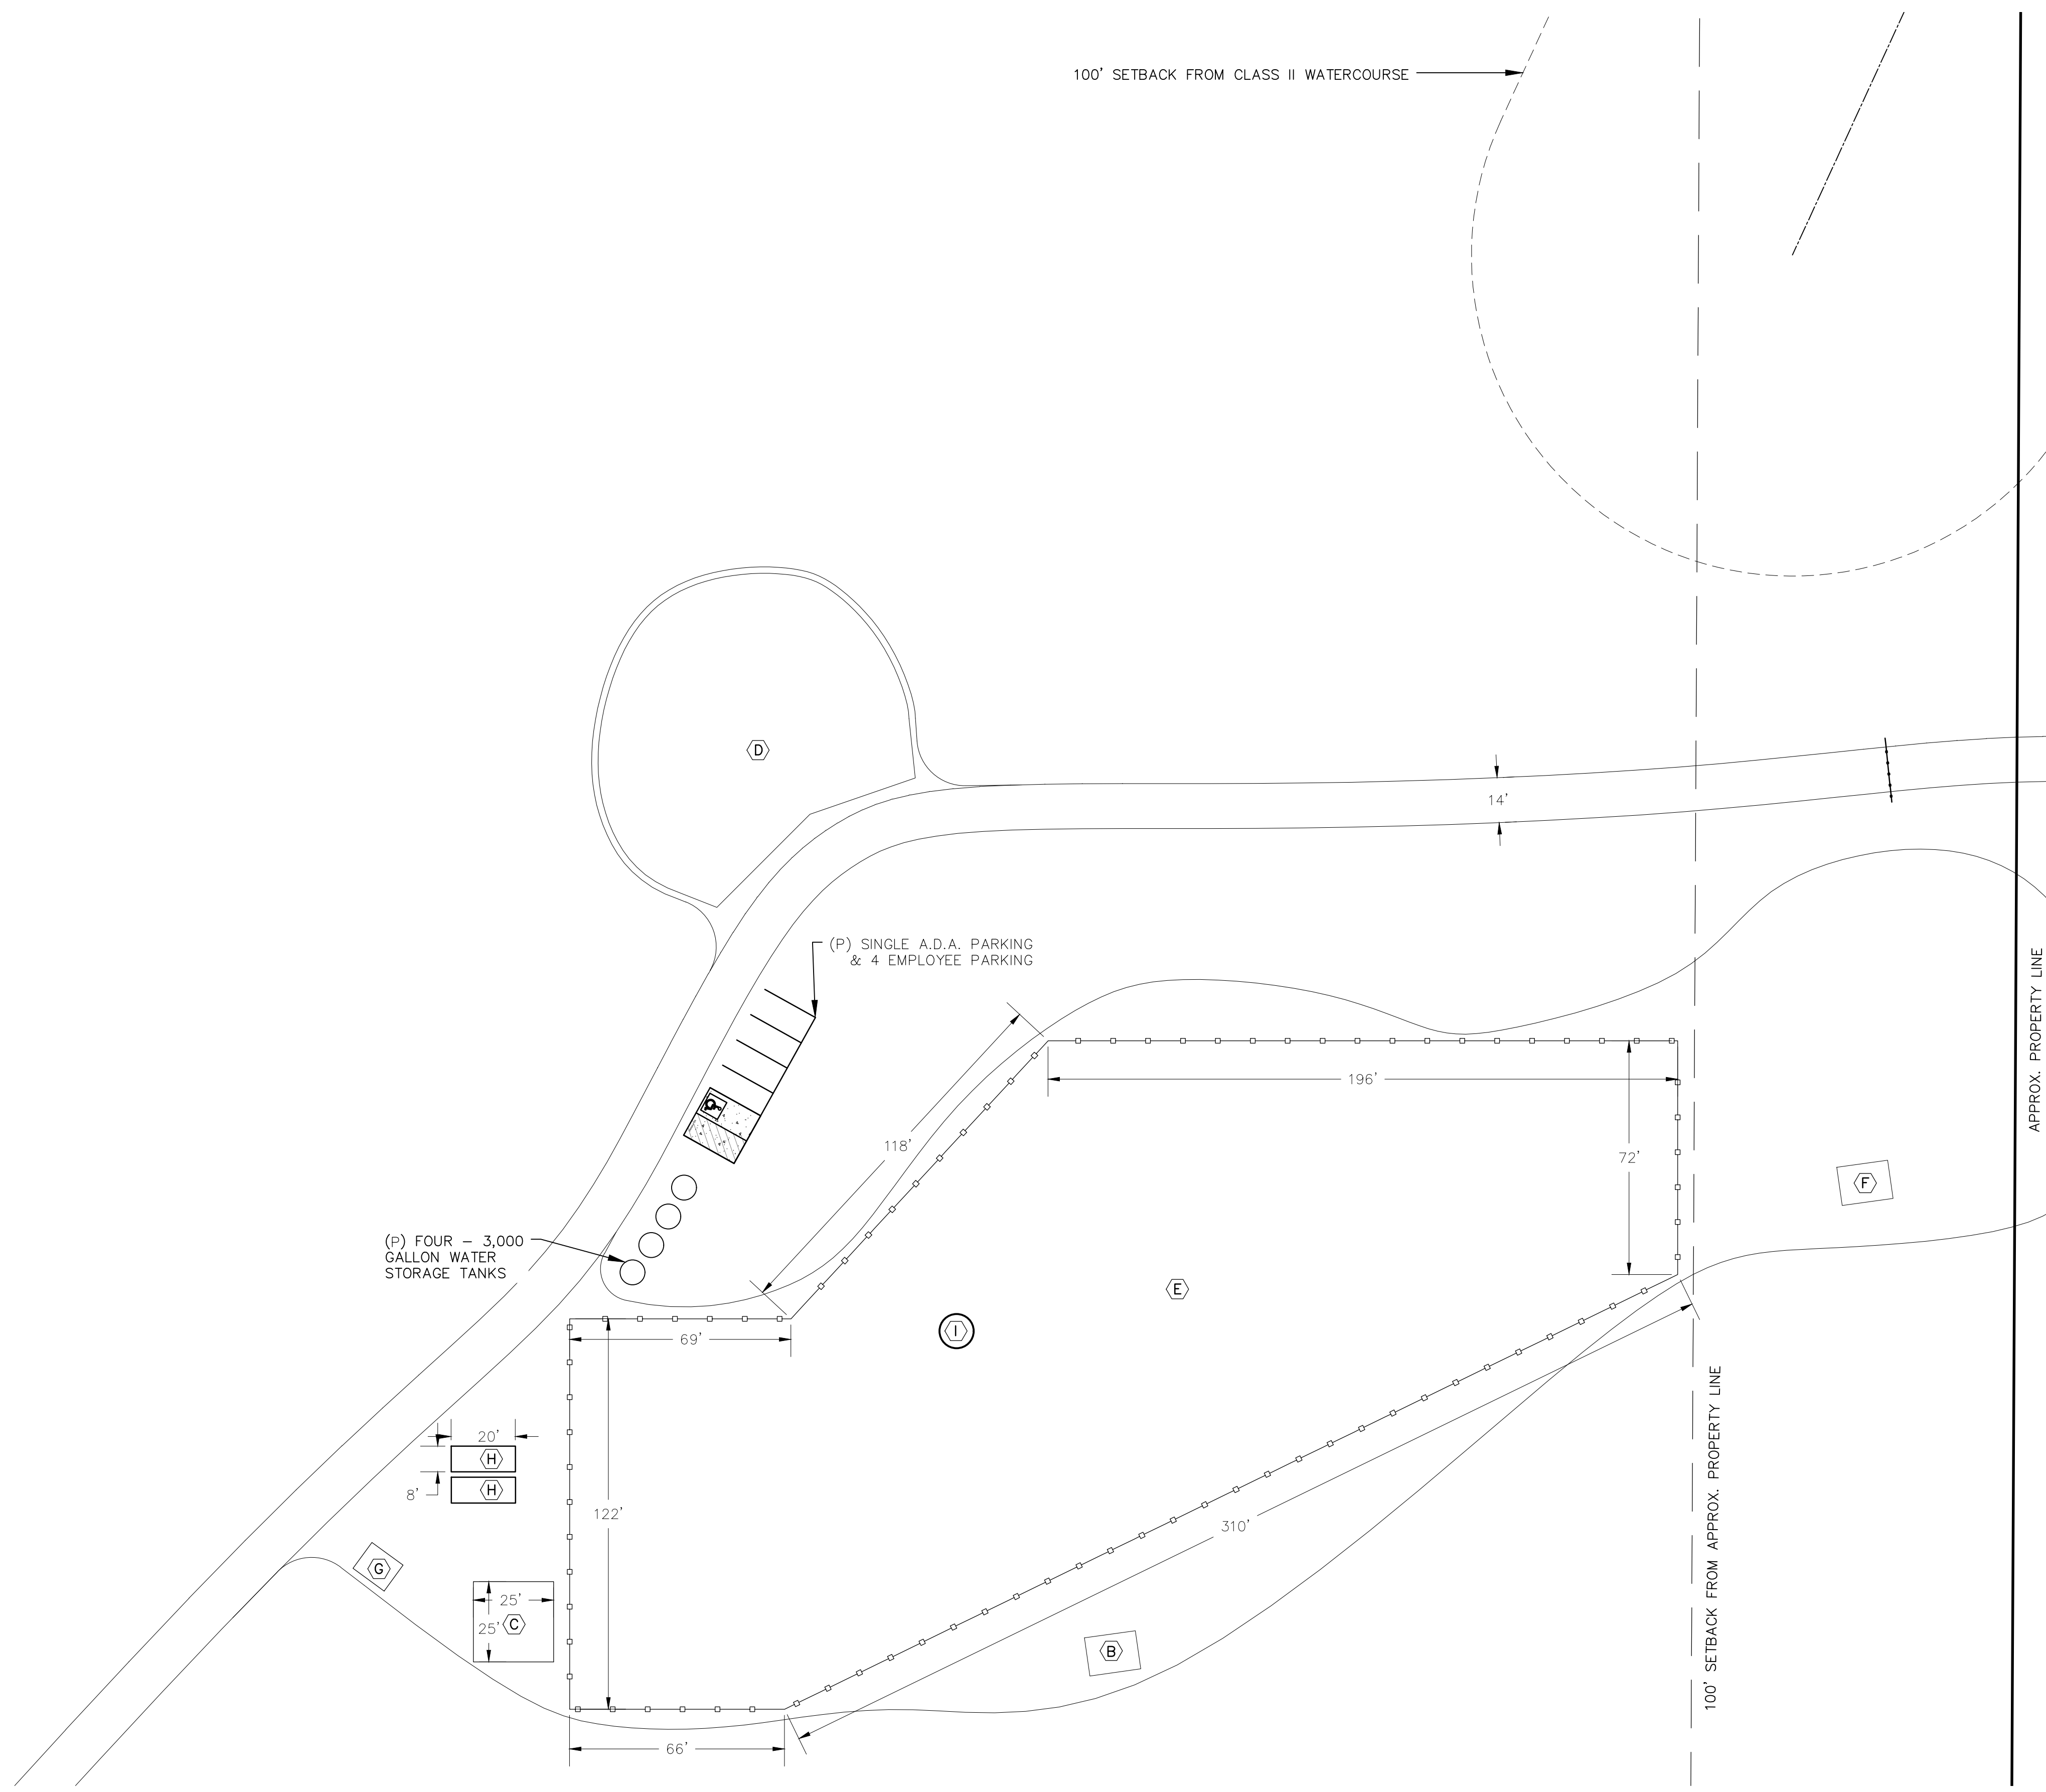 100' SETBACK FROM CLASS II WATERCOURSE
D
14'
(P) SINGLE A.D.A. PARKING
& 4 EMPLOYEE PARKING
APPROX. PROPERTY LINE
196'
118'
72'
F
(P) FOUR – 3,000
GALLON WATER
STORAGE TANKS
E
I
69'
100' SETBACK FROM APPROX. PROPERTY LINE
20'
H
H
8'
122'
310'
G
25'
25'
C
B
66'